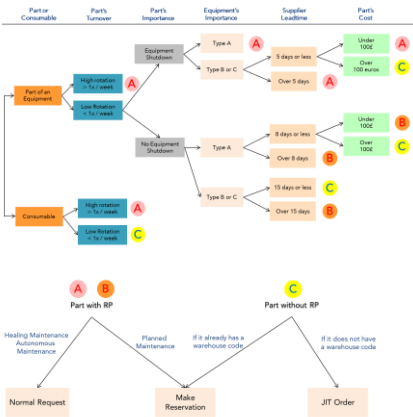 Part or Consumable
Part's Turnover
Part's Importance
Equipment's Importance
Supplier Leadtime
Part's Cost
Equipment Shutdown
Type A
A
Under 100£
A
5 days or less
Over 100 euros
C
Type B or C
High rotation > 1x / week
A
Over 5 days
A
Part of an Equipment
Low Rotation < 1x / week
Under 100£
B
8 days or less
No Equipment Shutdown
Type A
Over 100£
C
Over 8 days
B
15 days or less
C
Type B or C
High rotation > 1x / week
A
Over 15 days
B
Consumable
Low Rotation < 1x / week
C
A B
C
Part with RP
Part without RP
Healing Maintenance
Autonomous Maintenance
Planned Maintenance
If it already has a warehouse code
If it does not have a warehouse code
Normal Request
Make Reservation
JIT Order